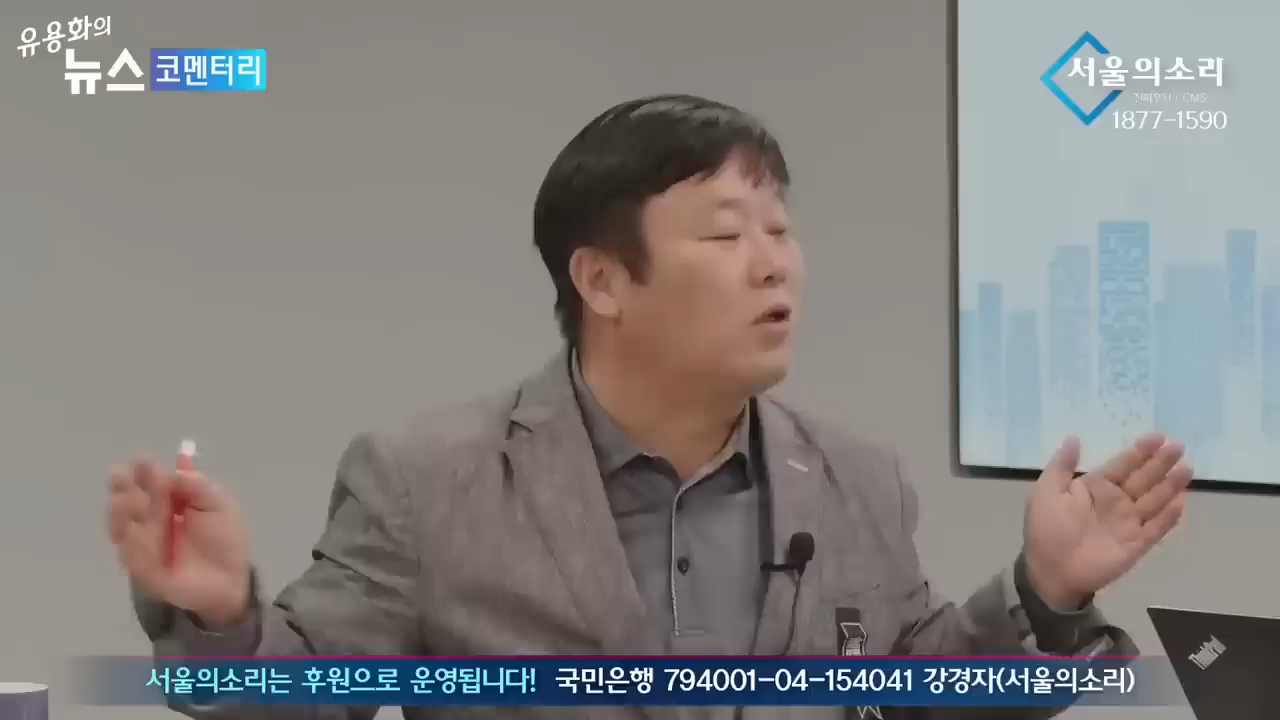 유용화의
뉴스 코멘터리
서울의소리
1877-1590
ThinkPad
서울의소리는 후원으로 운영됩니다! 국민은행 794001-04-154041 강경자(서울의소리)